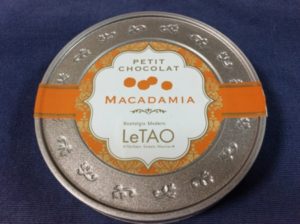 PETIT
CHOCOLAT
MACADAMIA
Nostalgic Modern
LeTAO